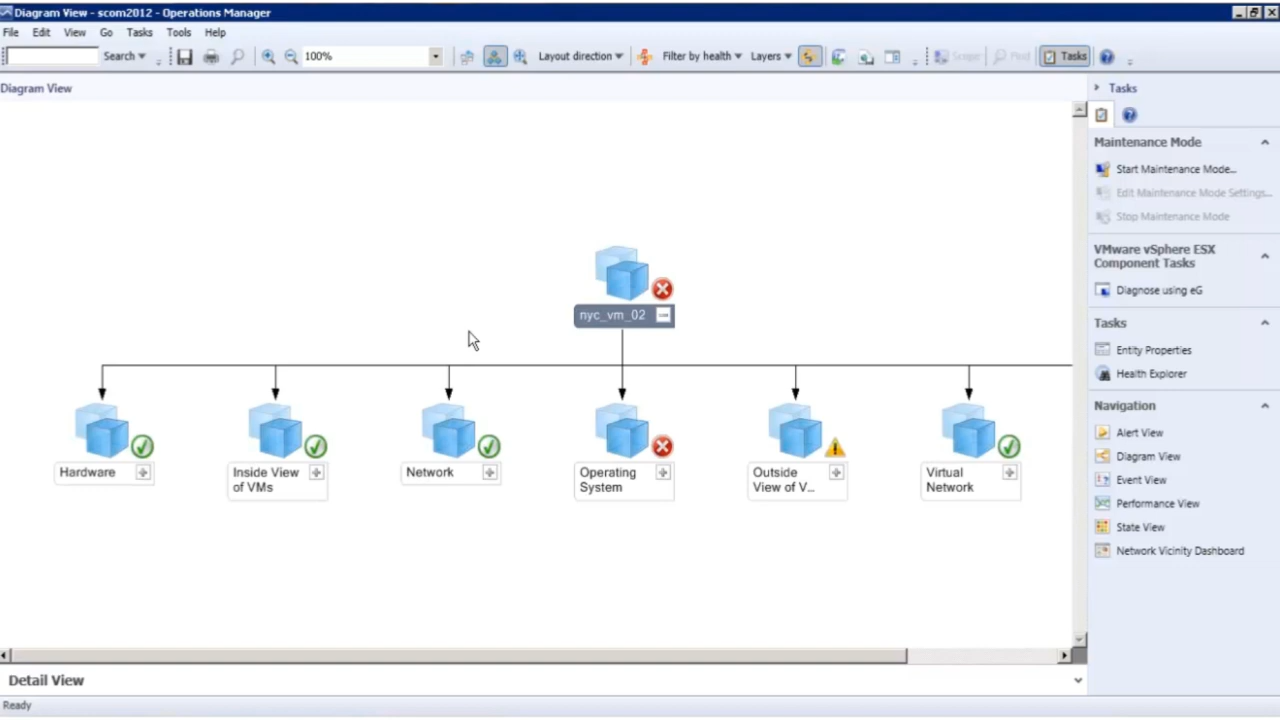 Diagram View - scom2012 - Operations Manager
File Edit View Go Tasks Tools Help
Search 100% Layout direction Filter by health Layers Scope Find Tasks
Diagram View
Tasks
Maintenance Mode
Start Maintenance Mode...
Edit Maintenance Mode Settings...
Stop Maintenance Mode
VMware vSphere ESX
Component Tasks
Diagnose using eG
Tasks
Entity Properties
Health Explorer
Navigation
Alert View
Diagram View
Event View
Performance View
State View
Network Vicinity Dashboard
nyc_vm_02
Hardware
Inside View
of VMs
Network
Operating
System
Outside
View of V...
Virtual
Network
Detail View
Ready